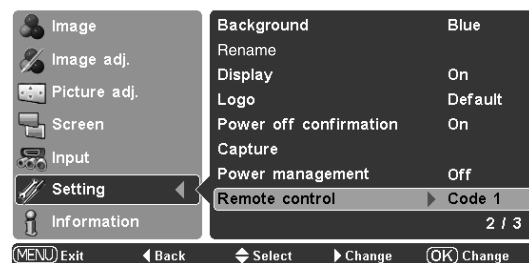 Image
Image adj.
Picture adj.
Screen
Input
Setting
Information
Background Blue
Rename
Display On
Logo Default
Power off confirmation On
Capture
Power management Off
Remote control Code 1
2 / 3
MENU Exit Back Select Change OK Change